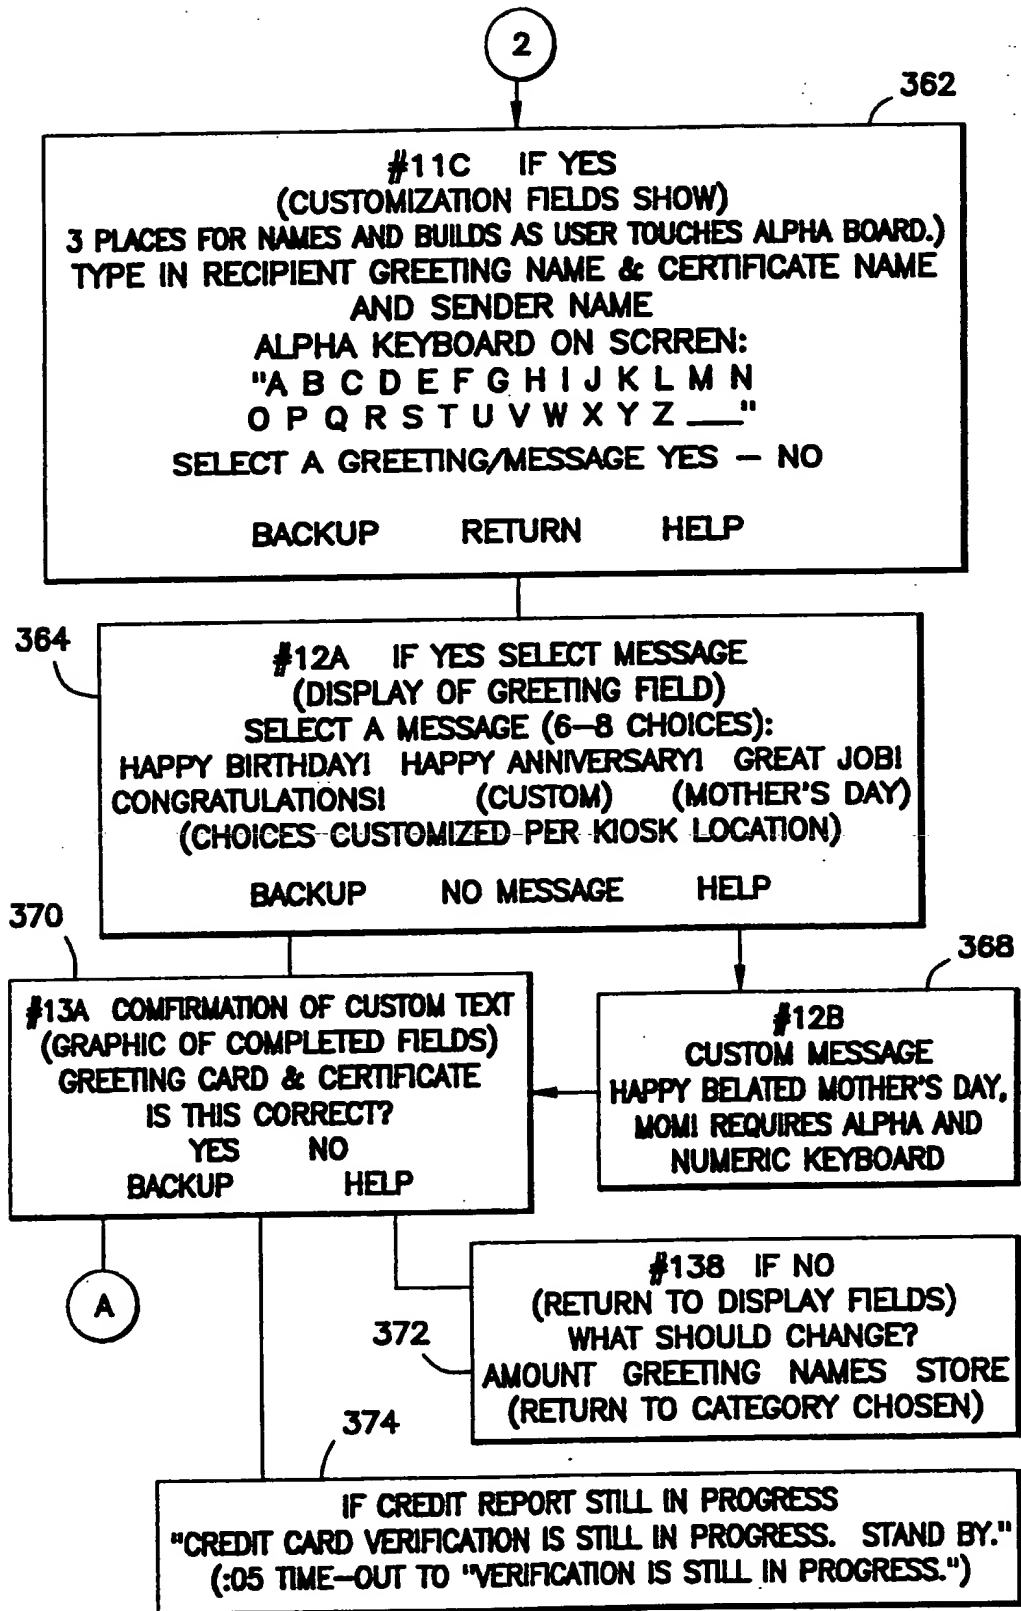 2
362
#11C IF YES
(CUSTOMIZATION FIELDS SHOW)
3 PLACES FOR NAMES AND BUILDS AS USER TOUCHES ALPHA BOARD.)
TYPE IN RECIPIENT GREETING NAME & CERTIFICATE NAME
AND SENDER NAME
ALPHA KEYBOARD ON SCRREN:
"A B C D E F G H I J K L M N
O P Q R S T U V W X Y Z __"
SELECT A GREETING/MESSAGE YES – NO
BACKUP RETURN HELP
364
#12A IF YES SELECT MESSAGE
(DISPLAY OF GREETING FIELD)
SELECT A MESSAGE (6–8 CHOICES):
HAPPY BIRTHDAY! HAPPY ANNIVERSARY! GREAT JOB!
CONGRATULATIONS! (CUSTOM) (MOTHER'S DAY)
(CHOICES CUSTOMIZED PER KIOSK LOCATION)
BACKUP NO MESSAGE HELP
370
#13A COMFIRMATION OF CUSTOM TEXT
(GRAPHIC OF COMPLETED FIELDS)
GREETING CARD & CERTIFICATE
IS THIS CORRECT?
YES NO
BACKUP HELP
368
#12B
CUSTOM MESSAGE
HAPPY BELATED MOTHER'S DAY,
MOM! REQUIRES ALPHA AND
NUMERIC KEYBOARD
A
372
#138 IF NO
(RETURN TO DISPLAY FIELDS)
WHAT SHOULD CHANGE?
AMOUNT GREETING NAMES STORE
(RETURN TO CATEGORY CHOSEN)
374
IF CREDIT REPORT STILL IN PROGRESS
"CREDIT CARD VERIFICATION IS STILL IN PROGRESS. STAND BY."
(:05 TIME–OUT TO "VERIFICATION IS STILL IN PROGRESS.")